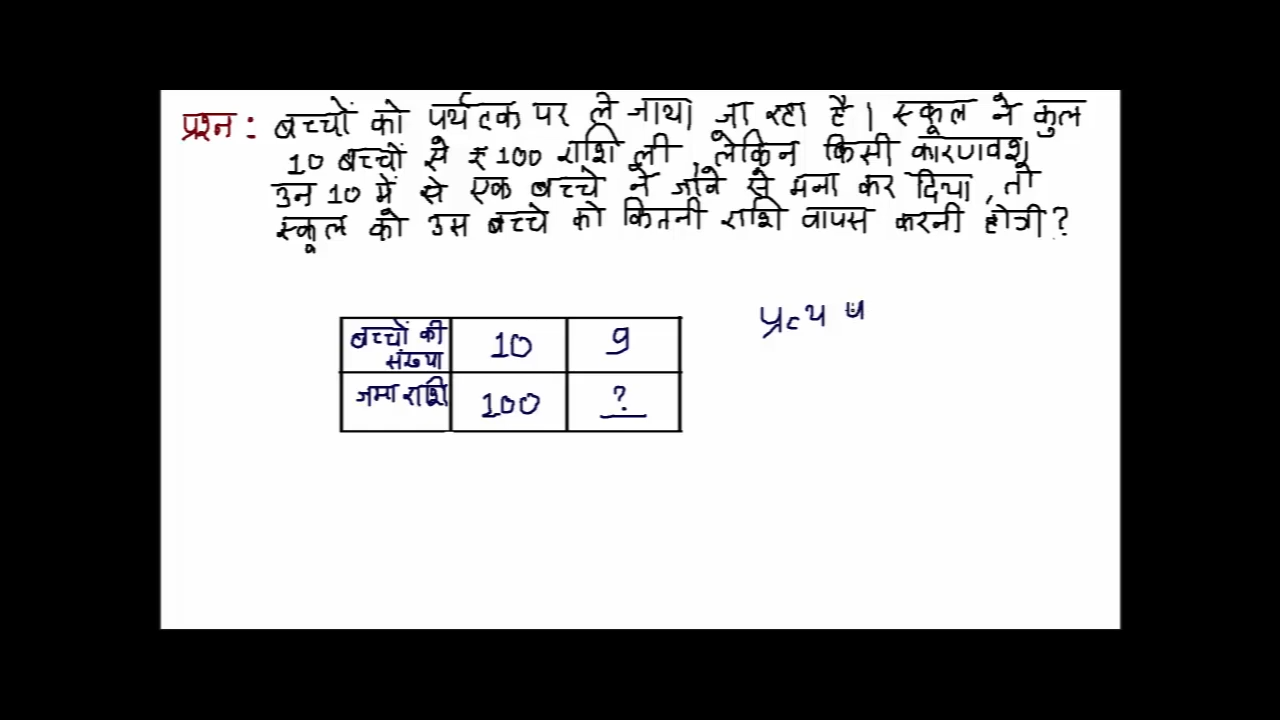 प्रश्न : बच्चों को पर्यटक पर ले जाया जा रहा है। स्कूल ने कुल
10 बच्चों से ₹100 राशि ली, लेकिन किसी कारणवश
उन 10 में से एक बच्चे ने जाने से मना कर दिया, तो
स्कूल को उस बच्चे को कितनी राशि वापस करनी होगी?
बच्चों की संख्या 10 9
जमा राशि 100 ?